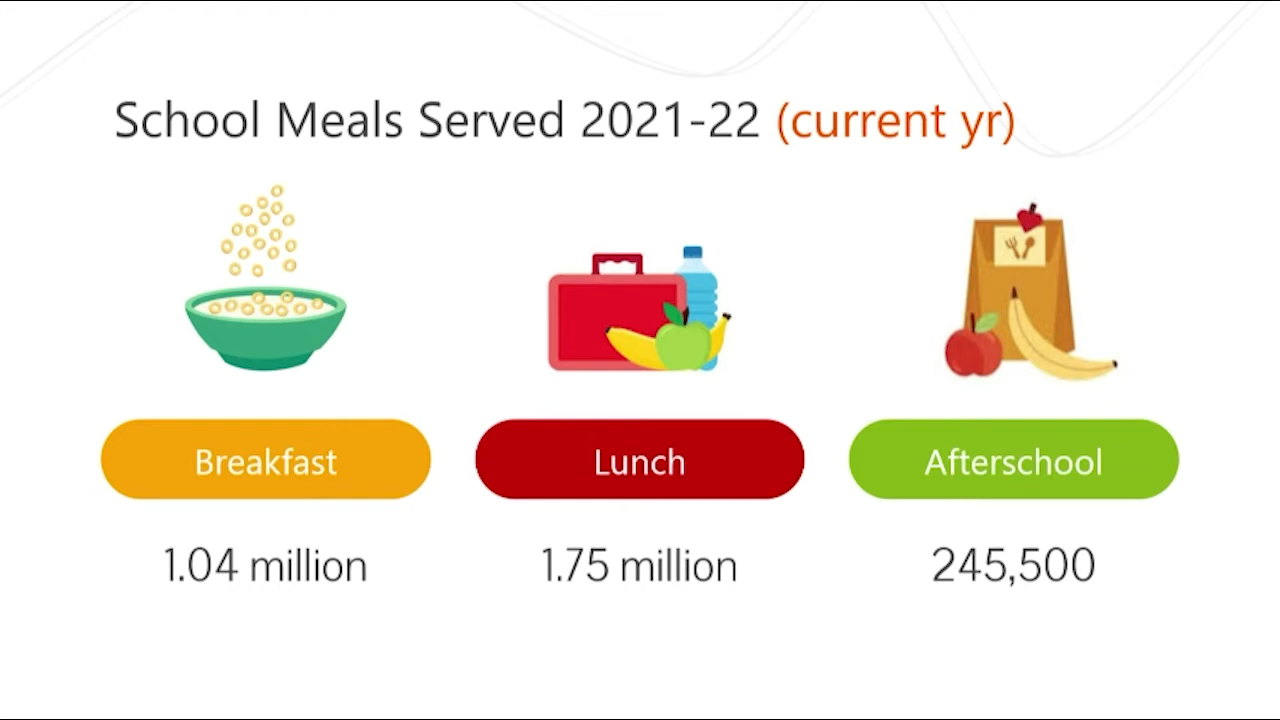 School Meals Served 2021-22 (current yr)
Breakfast
Lunch
Afterschool
1.04 million
1.75 million
245,500